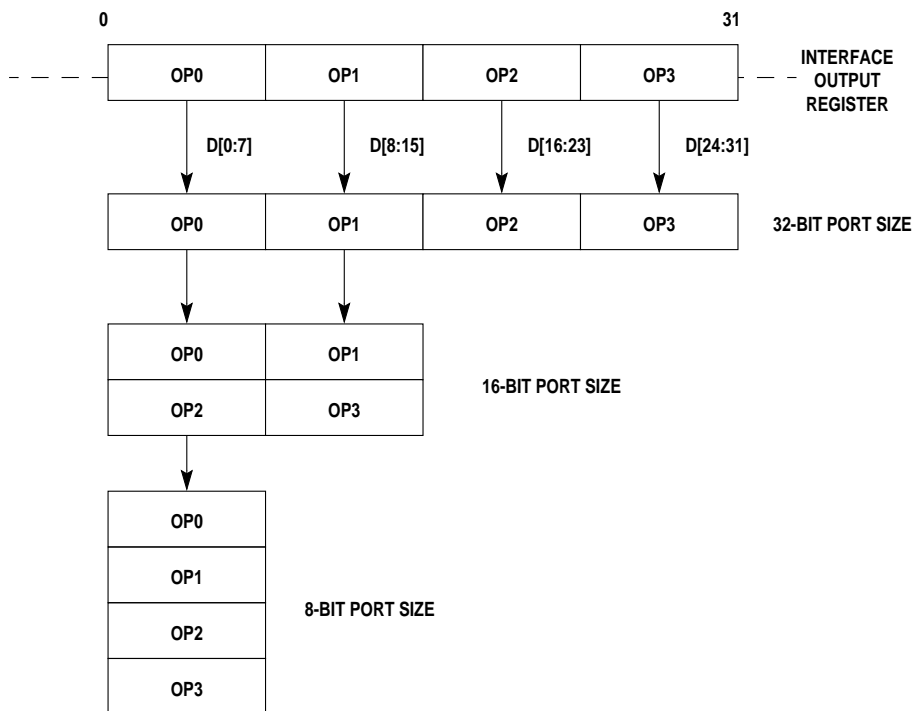 0 31
OP0 OP1 OP2 OP3
INTERFACE
OUTPUT
REGISTER
D[0:7] D[8:15] D[16:23] D[24:31]
OP0 OP1 OP2 OP3 32-BIT PORT SIZE
OP0 OP1
16-BIT PORT SIZE
OP2 OP3
OP0
OP1
8-BIT PORT SIZE
OP2
OP3